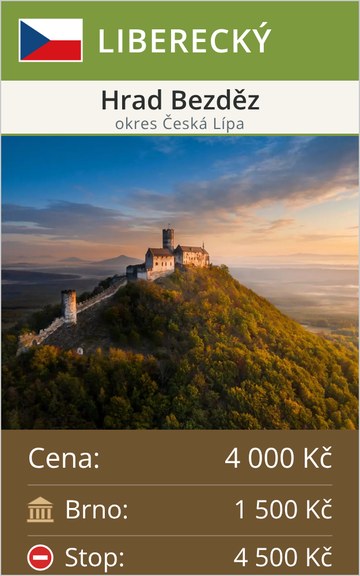 LIBERECKÝ
Hrad Bezděz
okres Česká Lípa
Cena: 4 000 Kč
Brno: 1 500 Kč
Stop: 4 500 Kč